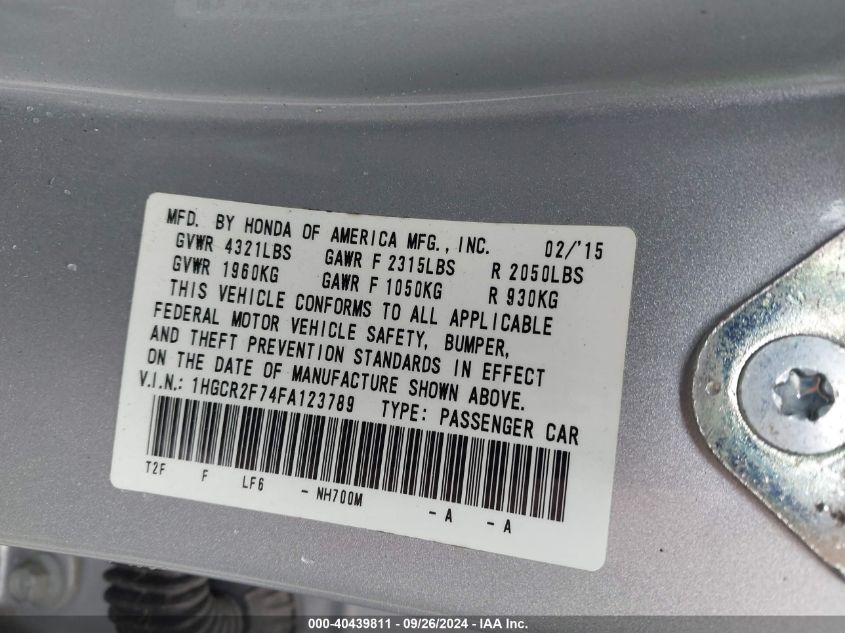 MFD. BY HONDA OF AMERICA MFG., INC. 02/'15
GVWR 4321LBS GAWR F 2315LBS R 2050LBS
GVWR 1960KG GAWR F 1050KG R 930KG
THIS VEHICLE CONFORMS TO ALL APPLICABLE
FEDERAL MOTOR VEHICLE SAFETY, BUMPER,
AND THEFT PREVENTION STANDARDS IN EFFECT
ON THE DATE OF MANUFACTURE SHOWN ABOVE.
V.I.N.: 1HGCR2F74FA123789 TYPE: PASSENGER CAR
T2F F LF6 - NH700M -A -A
000-40439811 - 09/26/2024 - IAA Inc.